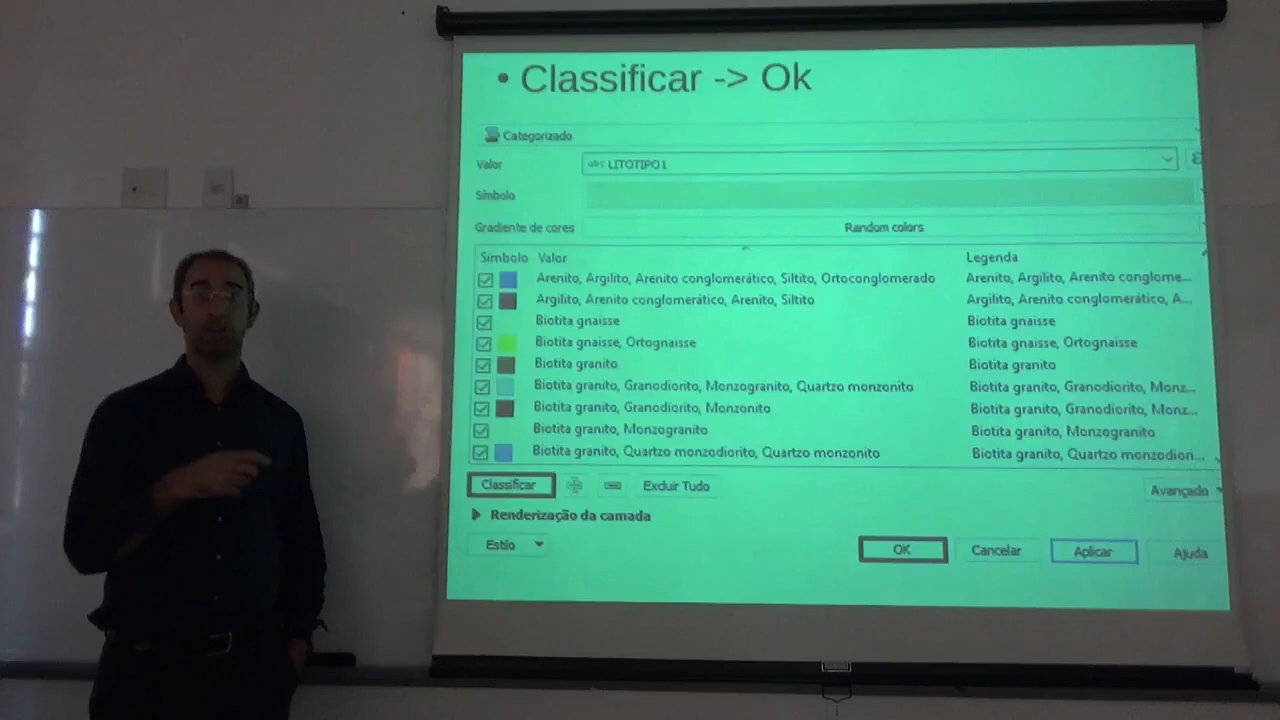 • Classificar -> Ok
Categorizado
Valor abc LITOTIPO1
Símbolo
Gradiente de cores Random colors
Símbolo Valor Legenda
Arenito, Argilito, Arenito conglomerático, Siltito, Ortoconglomerado Arenito, Argilito, Arenito conglome...
Argilito, Arenito conglomerático, Arenito, Siltito Argilito, Arenito conglomerático, A...
Biotita gnaisse Biotita gnaisse
Biotita gnaisse, Ortognaisse Biotita gnaisse, Ortognaisse
Biotita granito Biotita granito
Biotita granito, Granodiorito, Monzogranito, Quartzo monzonito Biotita granito, Granodiorito, Monz...
Biotita granito, Granodiorito, Monzonito Biotita granito, Granodiorito, Monz...
Biotita granito, Monzogranito Biotita granito, Monzogranito
Biotita granito, Quartzo monzodiorito, Quartzo monzonito Biotita granito, Quartzo monzodiori...
Classificar Excluir Tudo Avançado
Renderização da camada
Estilo OK Cancelar Aplicar Ajuda